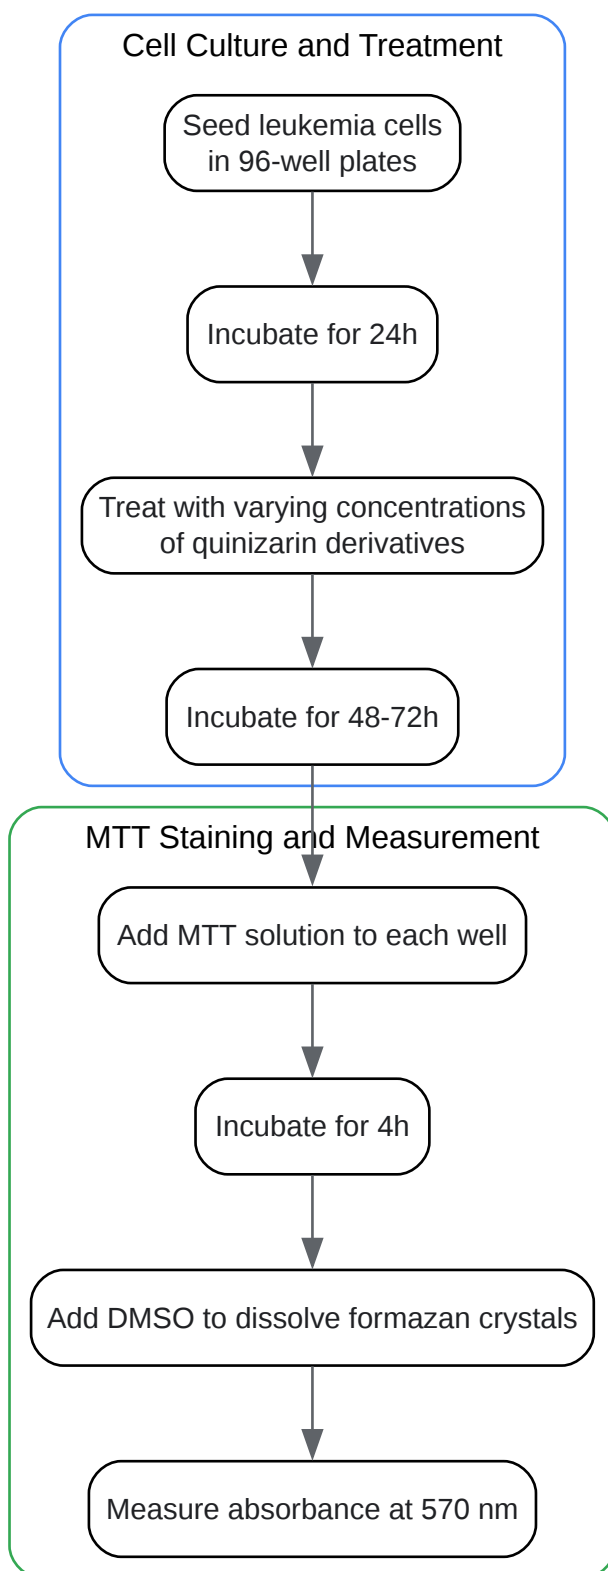 Cell Culture and Treatment
Seed leukemia cells
in 96-well plates
Incubate for 24h
Treat with varying concentrations
of quinizarin derivatives
Incubate for 48-72h
MTT Staining and Measurement
Add MTT solution to each well
Incubate for 4h
Add DMSO to dissolve formazan crystals
Measure absorbance at 570 nm